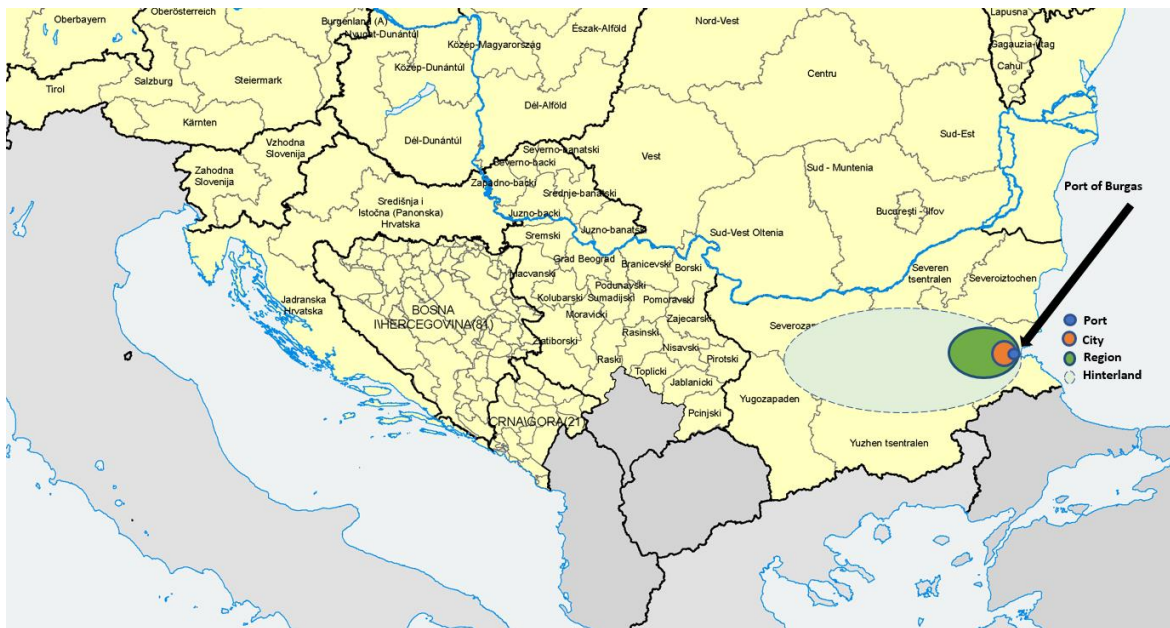 Oberbayern
Oberösterreich
Burgenland (A)
Nyugat-Dunántúl
Közép-Magyarország
Észak-Alföld
Nord-Vest
Lapusna
Gagauzia-Utag
Cahul
Tirol
Salzburg
Steiermark
Közép-Dunántúl
Centru
Kärnten
Dél-Alföld
Dél-Dunántúl
Sud-Est
Vzhodna
Slovenija
Zahodna
Slovenija
Severno-banatski
Severno-backi
Zapadno-backi
Srednje-banatski
Vest
Sud - Muntenia
Port of Burgas
Središnja i
Istočna (Panonska)
Hrvatska
Juzno-backi
Juzno-banatski
București - Ilfov
Sremski
Sud-Vest Oltenia
Grad Beograd
Branicevski
Borski
Severen
tsentralen
Severoiztochen
Macvanski
Podunavski
Jadranska
Hrvatska
BOSNA
I\HERCEGOVINA(81)
Kolubarski
Sumadijski
Pomoravski
Moravicki
Zajecarski
Severoza
Port
City
Region
Hinterland
Zlatiborski
Rasinski
Nisavski
Raski
Pirotski
Toplicki
Jablanicki
Yugozapaden
Pcinjski
CRNA\GORA(21)
Yuzhen tsentralen